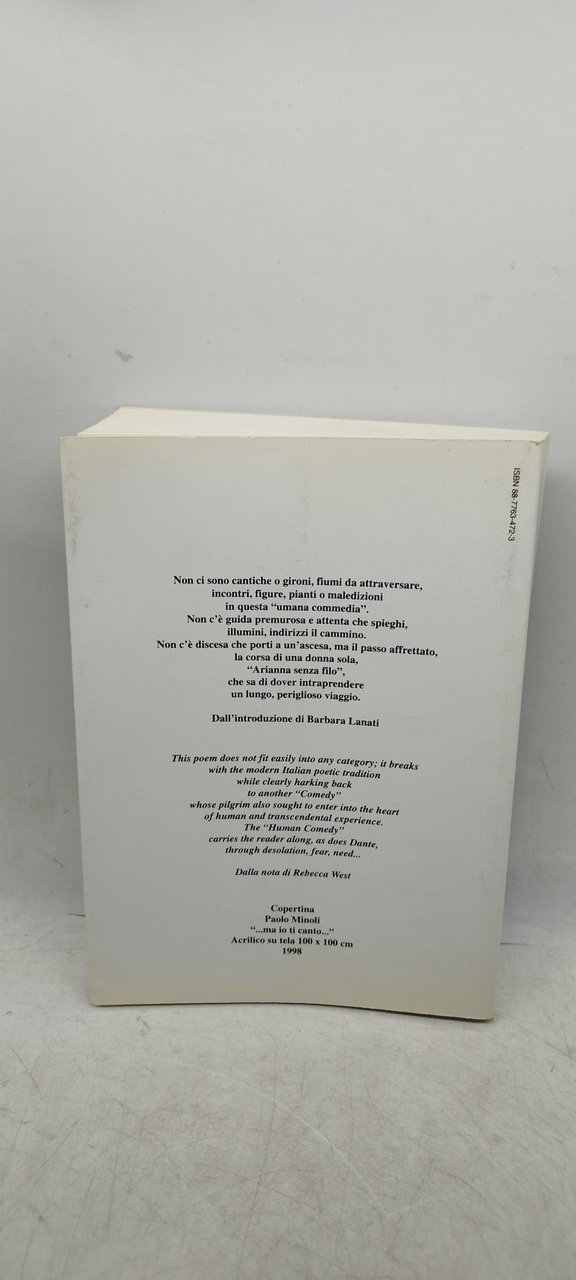 ISBN 88-7763-472-3
Non ci sono cantiche o gironi, fiumi da attraversare,
incontri, figure, pianti o maledizioni
in questa “umana commedia”.
Non c'è guida premurosa e attenta che spieghi,
illumini, indirizzi il cammino.
Non c'è discesa che porti a un'ascesa, ma il passo affrettato,
la corsa di una donna sola,
“Arianna senza filo”,
che sa di dover intraprendere
un lungo, periglioso viaggio.
Dall'introduzione di Barbara Lanati
This poem does not fit easily into any category; it breaks
with the modern Italian poetic tradition
while clearly harking back
to another “Comedy”
whose pilgrim also sought to enter into the heart
of human and transcendental experience.
The “Human Comedy”
carries the reader along, as does Dante,
through desolation, fear, need...
Dalla nota di Rebecca West
Copertina
Paolo Minoli
“...ma io ti canto...”
Acrilico su tela 100 x 100 cm
1998